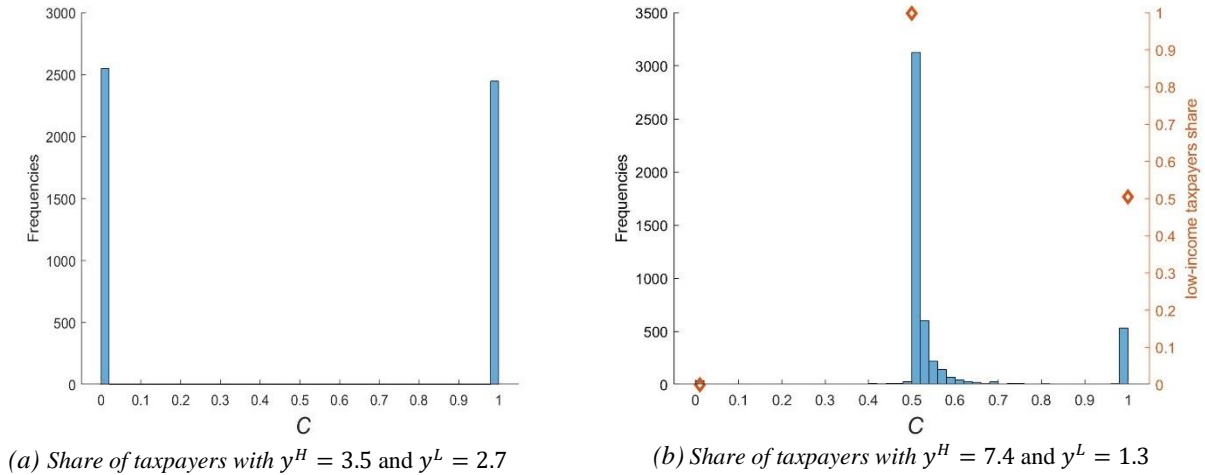 3000
2500
2000
1500
1000
500
0
Frequencies
0 0.1 0.2 0.3 0.4 0.5 0.6 0.7 0.8 0.9 1
C
(a) Share of taxpayers with y^H = 3.5 and y^L = 2.7
3500
3000
2500
2000
1500
1000
500
0
Frequencies
0 0.1 0.2 0.3 0.4 0.5 0.6 0.7 0.8 0.9 1
C
1
0.9
0.8
0.7
0.6
0.5
0.4
0.3
0.2
0.1
0
low-income taxpayers share
(b) Share of taxpayers with y^H = 7.4 and y^L = 1.3